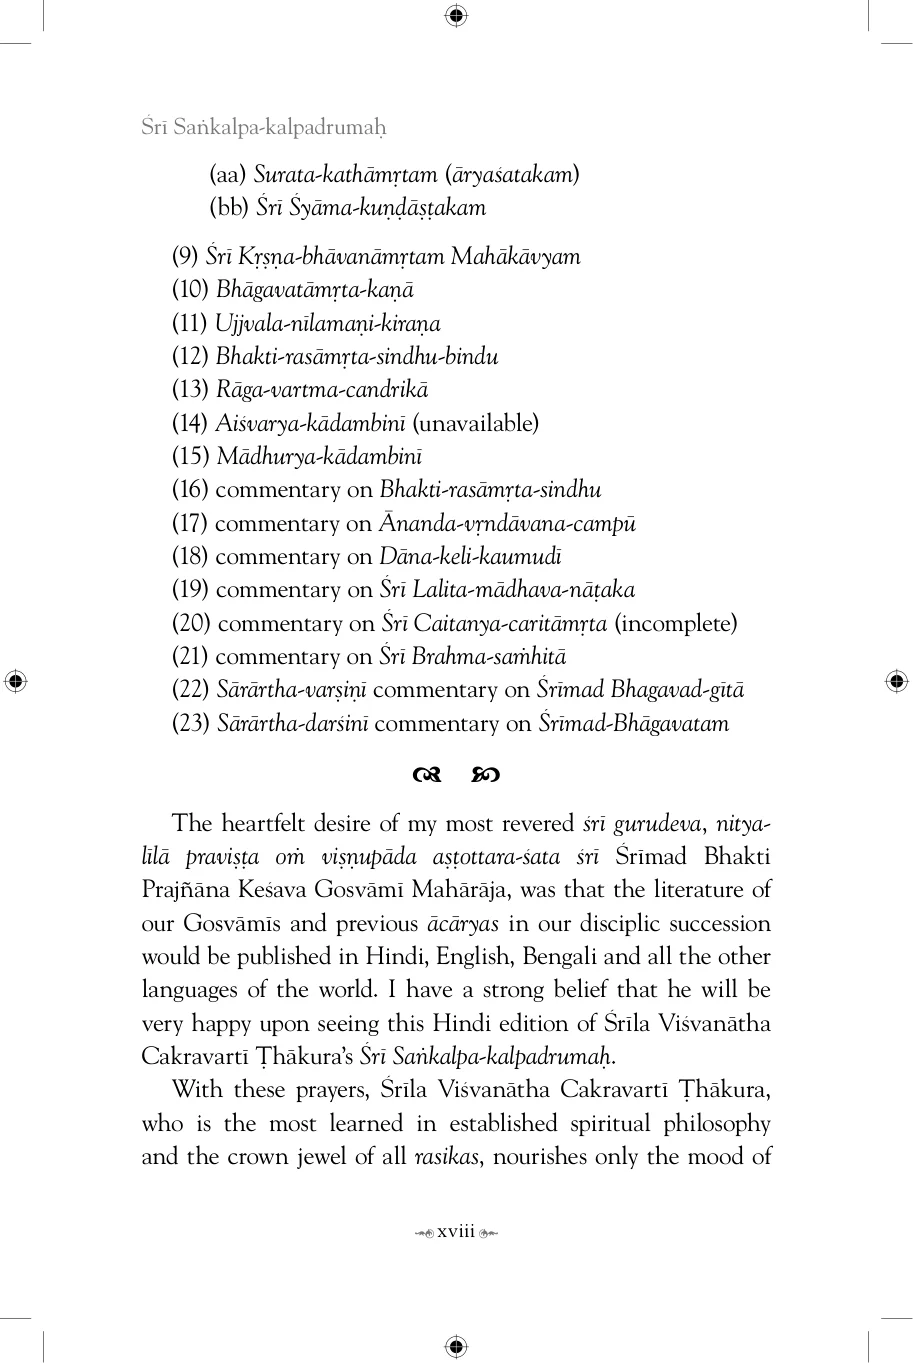 Śrī Saṅkalpa-kalpadrumaḥ
(aa) Surata-kathāmṛtam (āryaśatakam)
(bb) Śrī Śyāma-kuṇḍāṣṭakam
(9) Śrī Kṛṣṇa-bhāvanāmṛtam Mahākāvyam
(10) Bhāgavatāmṛta-kaṇā
(11) Ujjvala-nīlamaṇi-kiraṇa
(12) Bhakti-rasāmṛta-sindhu-bindu
(13) Rāga-vartma-candrikā
(14) Aiśvarya-kādambinī (unavailable)
(15) Mādhurya-kādambinī
(16) commentary on Bhakti-rasāmṛta-sindhu
(17) commentary on Ānanda-vṛndāvana-campū
(18) commentary on Dāna-keli-kaumudī
(19) commentary on Śrī Lalita-mādhava-nāṭaka
(20) commentary on Śrī Caitanya-caritāmṛta (incomplete)
(21) commentary on Śrī Brahma-saṁhitā
(22) Sārārtha-varṣiṇī commentary on Śrīmad Bhagavad-gītā
(23) Sārārtha-darśinī commentary on Śrīmad-Bhāgavatam
The heartfelt desire of my most revered śrī gurudeva, nitya-
līlā praviṣṭa oṁ viṣṇupāda aṣṭottara-śata śrī Śrīmad Bhakti
Prajñāna Keśava Gosvāmī Mahārāja, was that the literature of
our Gosvāmīs and previous ācāryas in our disciplic succession
would be published in Hindi, English, Bengali and all the other
languages of the world. I have a strong belief that he will be
very happy upon seeing this Hindi edition of Śrīla Viśvanātha
Cakravartī Ṭhākura’s Śrī Saṅkalpa-kalpadrumaḥ.
With these prayers, Śrīla Viśvanātha Cakravartī Ṭhākura,
who is the most learned in established spiritual philosophy
and the crown jewel of all rasikas, nourishes only the mood of
xviii